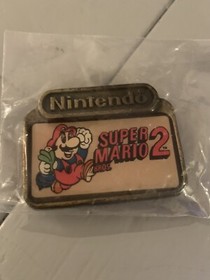 Nintendo
SUPER
MARIO 2